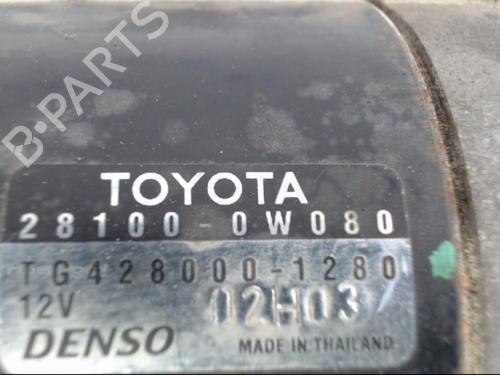 B-PARTS
TOYOTA
28100-0W080
TG428000-1280
12V 02H03
DENSO MADE IN THAILAND